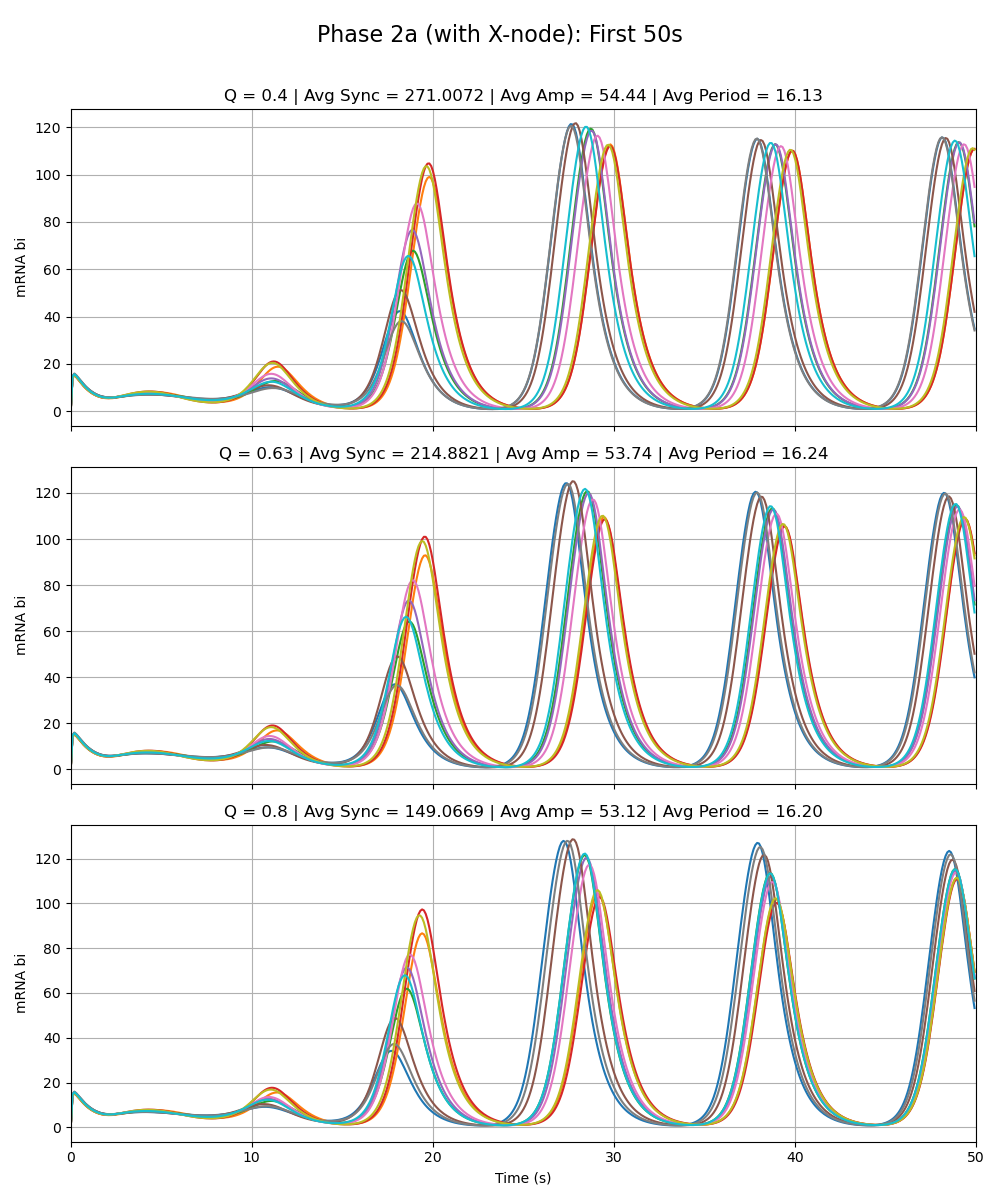 Phase 2a (with X-node): First 50s
Q = 0.4 | Avg Sync = 271.0072 | Avg Amp = 54.44 | Avg Period = 16.13
120
100
80
60
40
20
0
mRNA bi
Q = 0.63 | Avg Sync = 214.8821 | Avg Amp = 53.74 | Avg Period = 16.24
120
100
80
60
40
20
0
mRNA bi
Q = 0.8 | Avg Sync = 149.0669 | Avg Amp = 53.12 | Avg Period = 16.20
120
100
80
60
40
20
0
mRNA bi
0 10 20 30 40 50
Time (s)